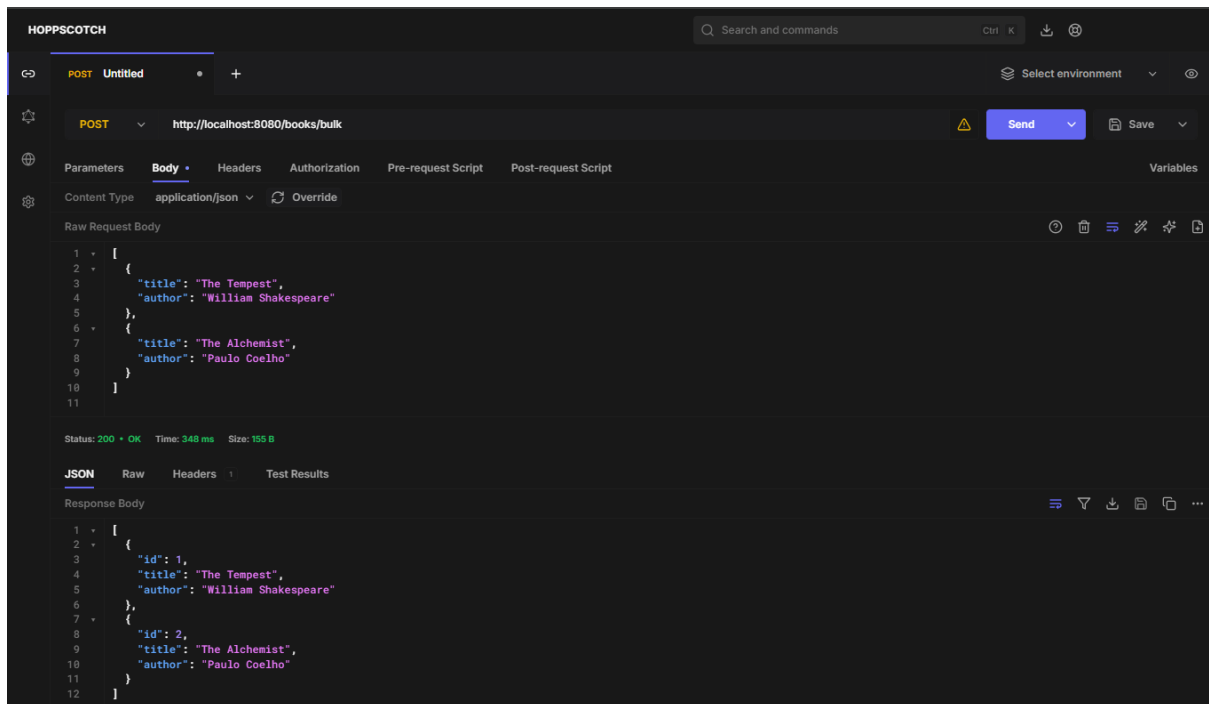 HOPPSCOTCH
Search and commands
Ctrl K
POST Untitled
+
Select environment
POST
http://localhost:8080/books/bulk
Send
Save
Parameters Body • Headers Authorization Pre-request Script Post-request Script Variables
Content Type application/json Override
Raw Request Body
1 [
2 {
3 "title": "The Tempest",
4 "author": "William Shakespeare"
5 },
6 {
7 "title": "The Alchemist",
8 "author": "Paulo Coelho"
9 }
10 ]
11
Status: 200 • OK Time: 348 ms Size: 155 B
JSON Raw Headers 1 Test Results
Response Body
1 [
2 {
3 "id": 1,
4 "title": "The Tempest",
5 "author": "William Shakespeare"
6 },
7 {
8 "id": 2,
9 "title": "The Alchemist",
10 "author": "Paulo Coelho"
11 }
12 ]